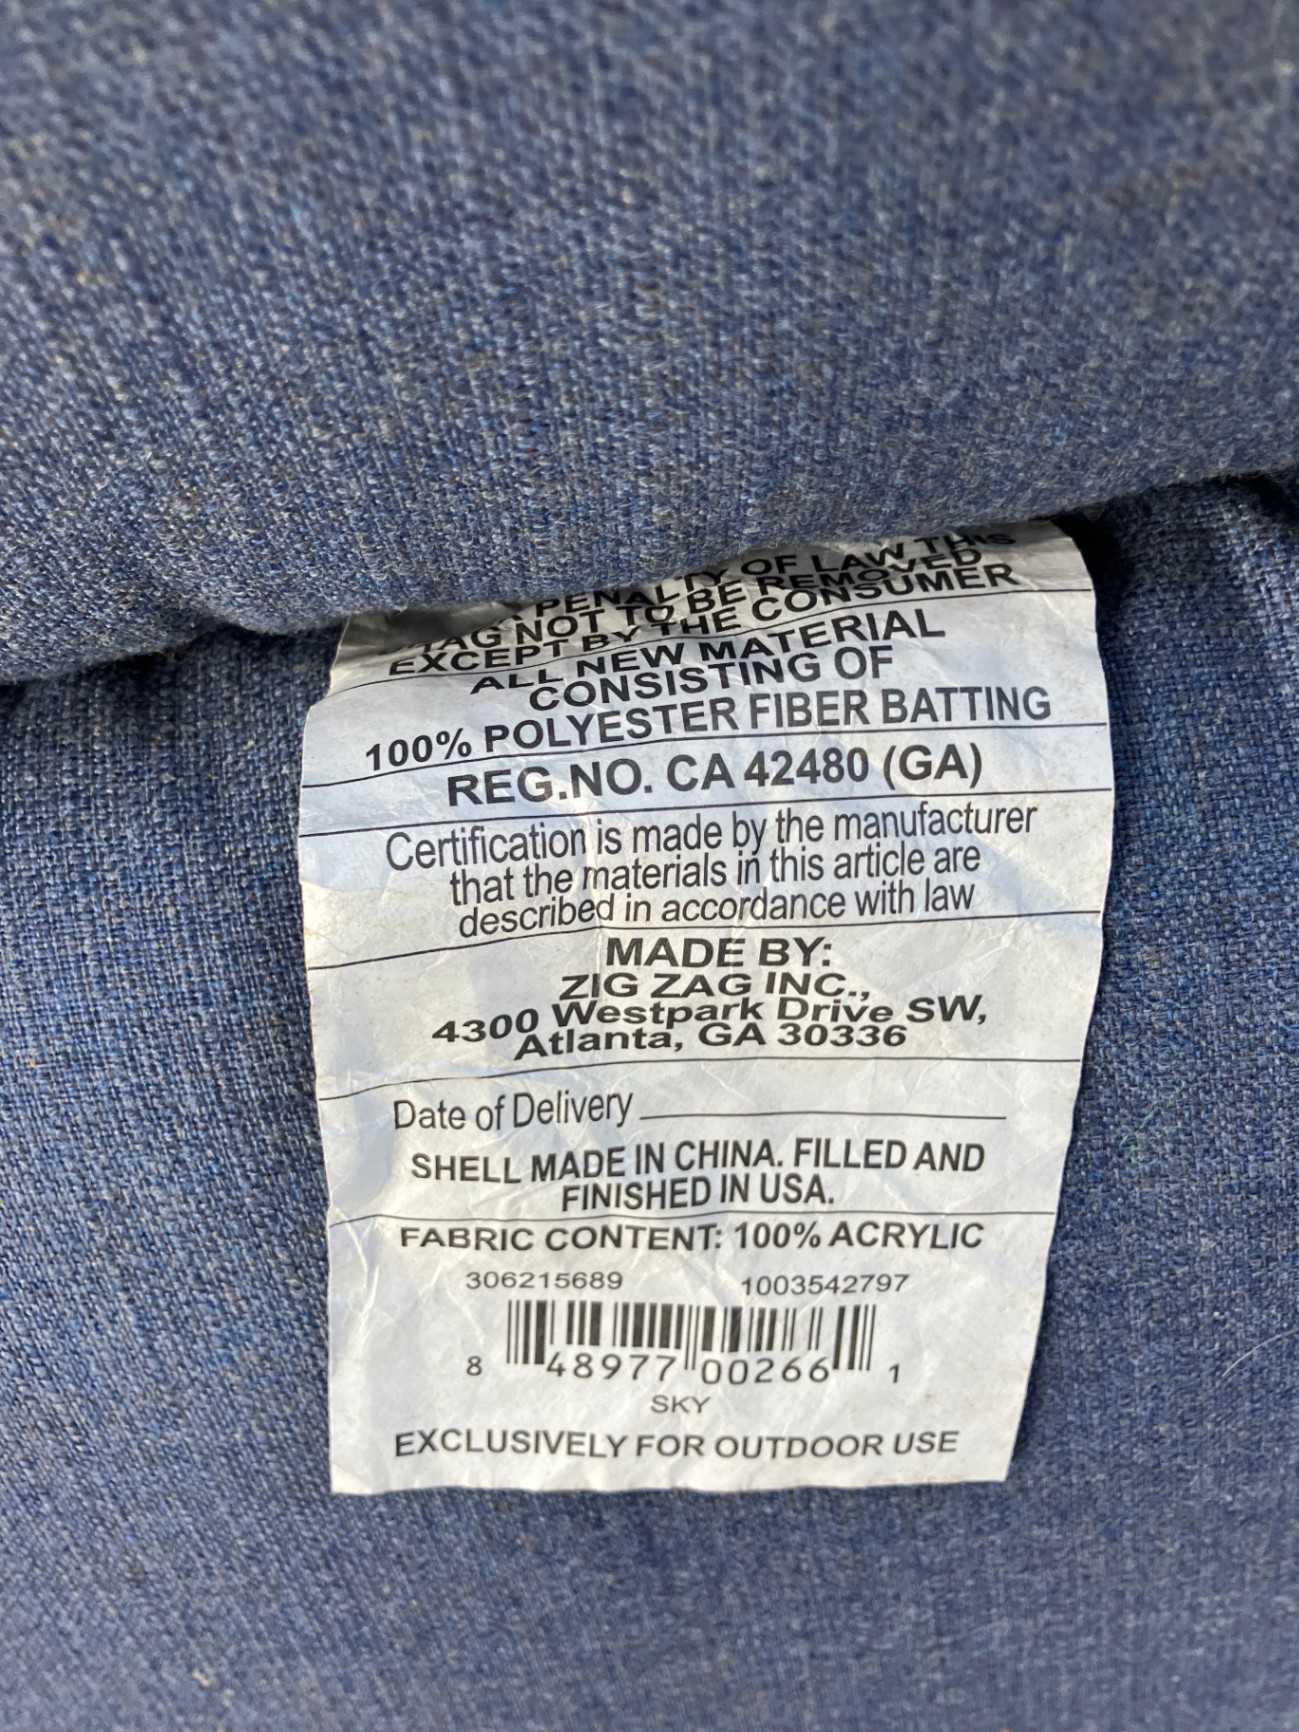 PENALTY OF LAW THIS
TAG NOT TO BE REMOVED
EXCEPT BY THE CONSUMER
ALL NEW MATERIAL
CONSISTING OF
100% POLYESTER FIBER BATTING
REG.NO. CA 42480 (GA)
Certification is made by the manufacturer
that the materials in this article are
described in accordance with law
MADE BY:
ZIG ZAG INC.,
4300 Westpark Drive SW,
Atlanta, GA 30336
Date of Delivery
SHELL MADE IN CHINA. FILLED AND
FINISHED IN USA.
FABRIC CONTENT: 100% ACRYLIC
306215689 1003542797
8 48977 00266 1
SKY
EXCLUSIVELY FOR OUTDOOR USE